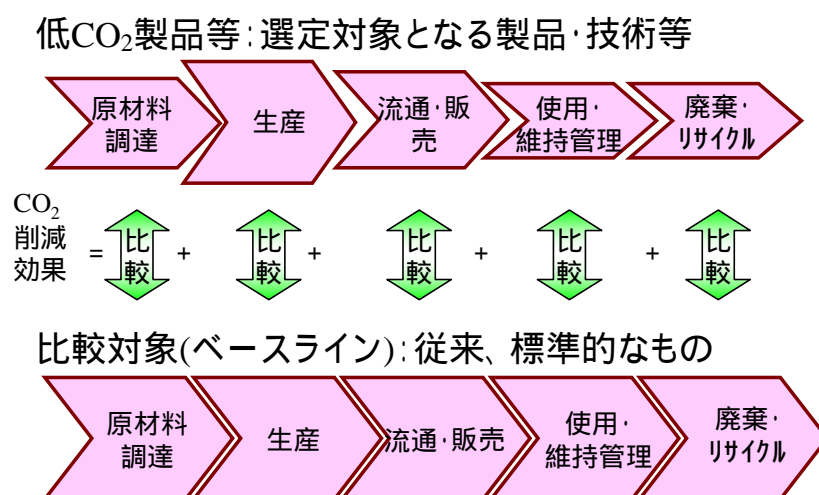 低CO₂製品等:選定対象となる製品・技術等
原材料
調達
生産
流通・販
売
使用・
維持管理
廃棄・
リサイクル
CO₂
削減
効果
=
比
較
+
比
較
+
比
較
+
比
較
+
比
較
比較対象(ベースライン):従来、標準的なもの
原材料
調達
生産
流通・販売
使用・
維持管理
廃棄・
リサイクル